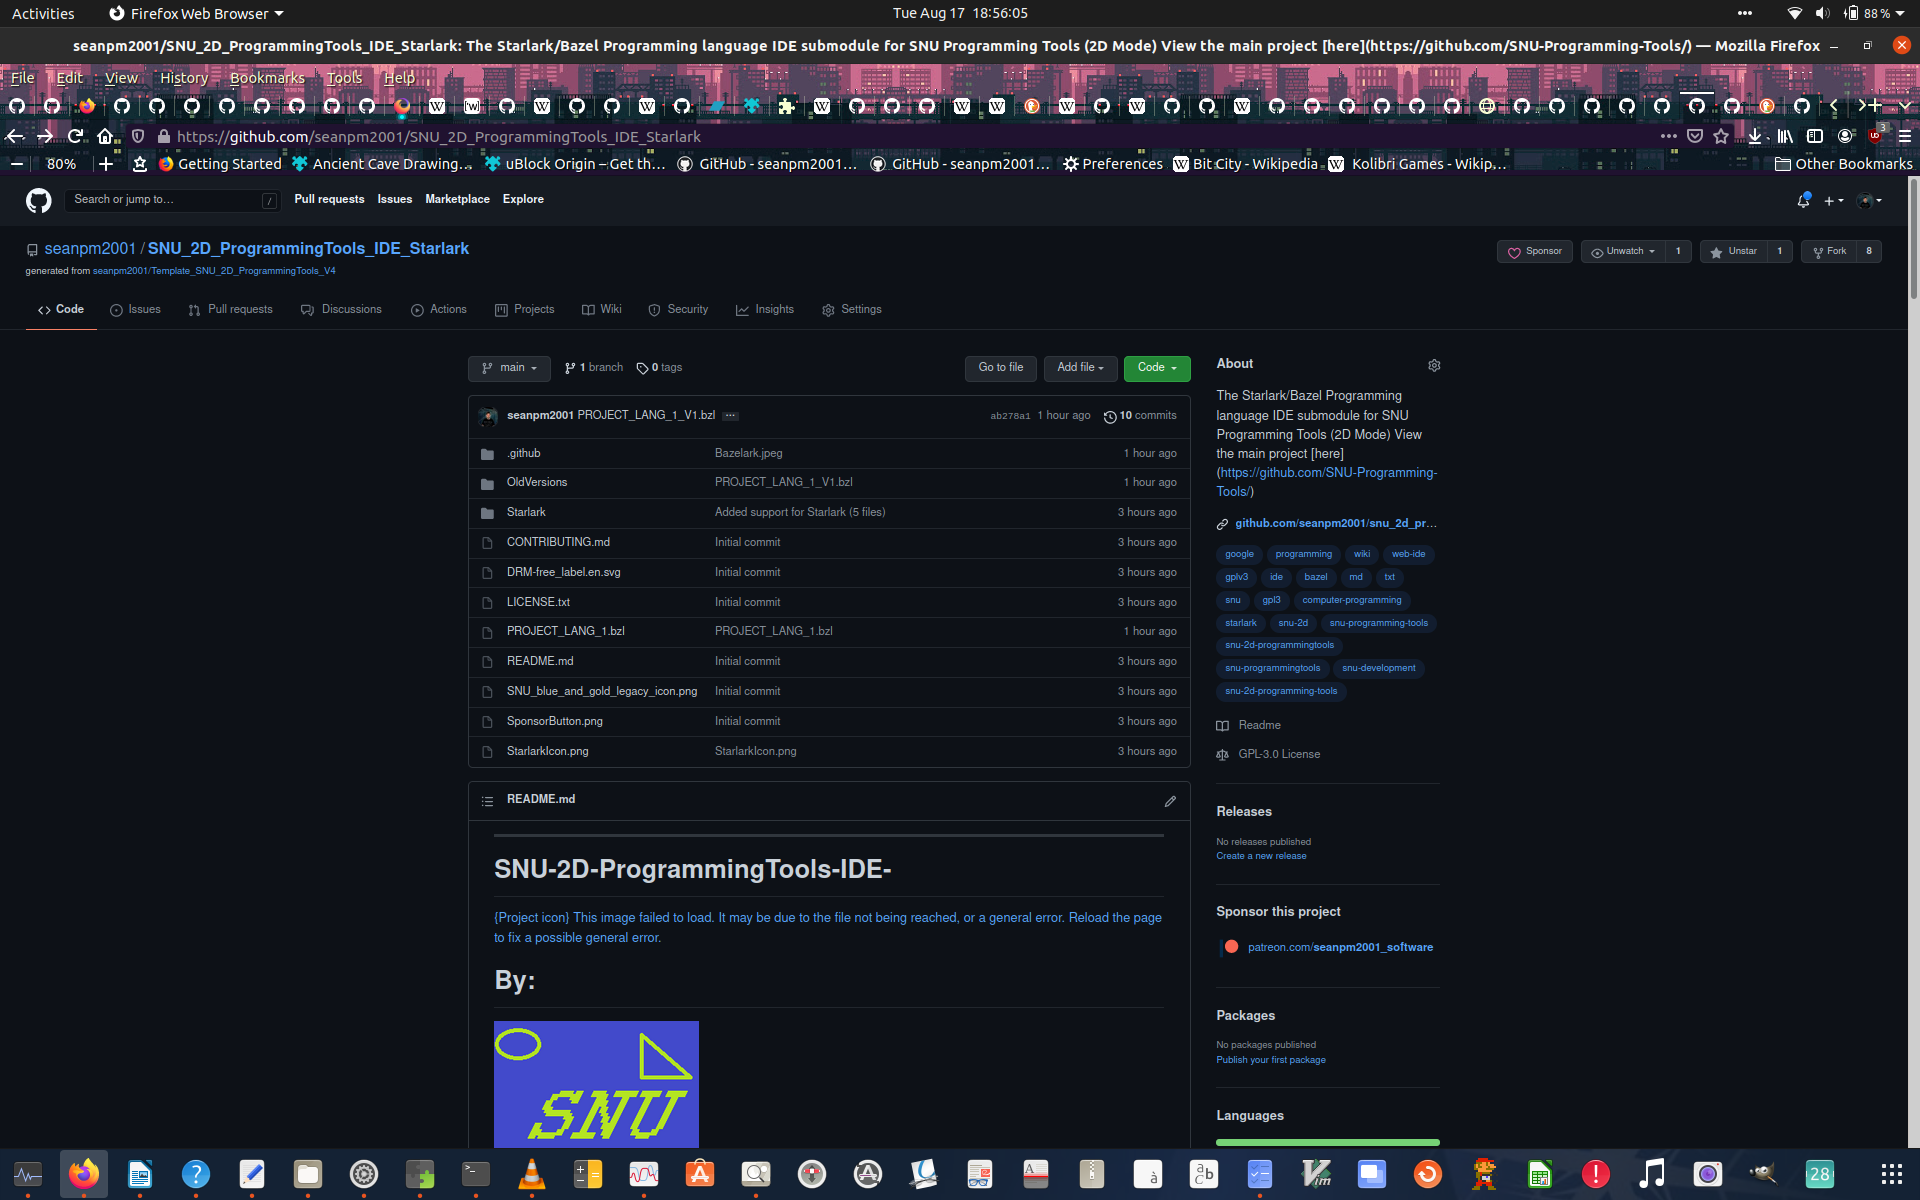 Activities Firefox Web Browser Tue Aug 17 18:56:05 88 %
seanpm2001/SNU_2D_ProgrammingTools_IDE_Starlark: The Starlark/Bazel Programming language IDE submodule for SNU Programming Tools (2D Mode) View the main project [here](https://github.com/SNU-Programming-Tools/) — Mozilla Firefox
File Edit View History Bookmarks Tools Help
https://github.com/seanpm2001/SNU_2D_ProgrammingTools_IDE_Starlark 3
80% Getting Started Ancient Cave Drawing… uBlock Origin – Get th… GitHub - seanpm2001… GitHub - seanpm2001… Preferences Bit City - Wikipedia Kolibri Games - Wikip… Other Bookmarks
Search or jump to… / Pull requests Issues Marketplace Explore
seanpm2001 / SNU_2D_ProgrammingTools_IDE_Starlark Sponsor Unwatch 1 Unstar 1 Fork 8
generated from seanpm2001/Template_SNU_2D_ProgrammingTools_V4
Code Issues Pull requests Discussions Actions Projects Wiki Security Insights Settings
main 1 branch 0 tags Go to file Add file Code
seanpm2001 PROJECT_LANG_1_V1.bzl ab278a1 1 hour ago 10 commits
.github Bazelark.jpeg 1 hour ago
OldVersions PROJECT_LANG_1_V1.bzl 1 hour ago
Starlark Added support for Starlark (5 files) 3 hours ago
CONTRIBUTING.md Initial commit 3 hours ago
DRM-free_label.en.svg Initial commit 3 hours ago
LICENSE.txt Initial commit 3 hours ago
PROJECT_LANG_1.bzl PROJECT_LANG_1.bzl 1 hour ago
README.md Initial commit 3 hours ago
SNU_blue_and_gold_legacy_icon.png Initial commit 3 hours ago
SponsorButton.png Initial commit 3 hours ago
StarlarkIcon.png StarlarkIcon.png 3 hours ago
README.md
SNU-2D-ProgrammingTools-IDE-
{Project icon} This image failed to load. It may be due to the file not being reached, or a general error. Reload the page
to fix a possible general error.
By:
SNU
About
The Starlark/Bazel Programming
language IDE submodule for SNU
Programming Tools (2D Mode) View
the main project [here]
(https://github.com/SNU-Programming-
Tools/)
github.com/seanpm2001/snu_2d_pr…
google programming wiki web-ide
gplv3 ide bazel md txt
snu gpl3 computer-programming
starlark snu-2d snu-programming-tools
snu-2d-programmingtools
snu-programmingtools snu-development
snu-2d-programming-tools
Readme
GPL-3.0 License
Releases
No releases published
Create a new release
Sponsor this project
patreon.com/seanpm2001_software
Packages
No packages published
Publish your first package
Languages
28